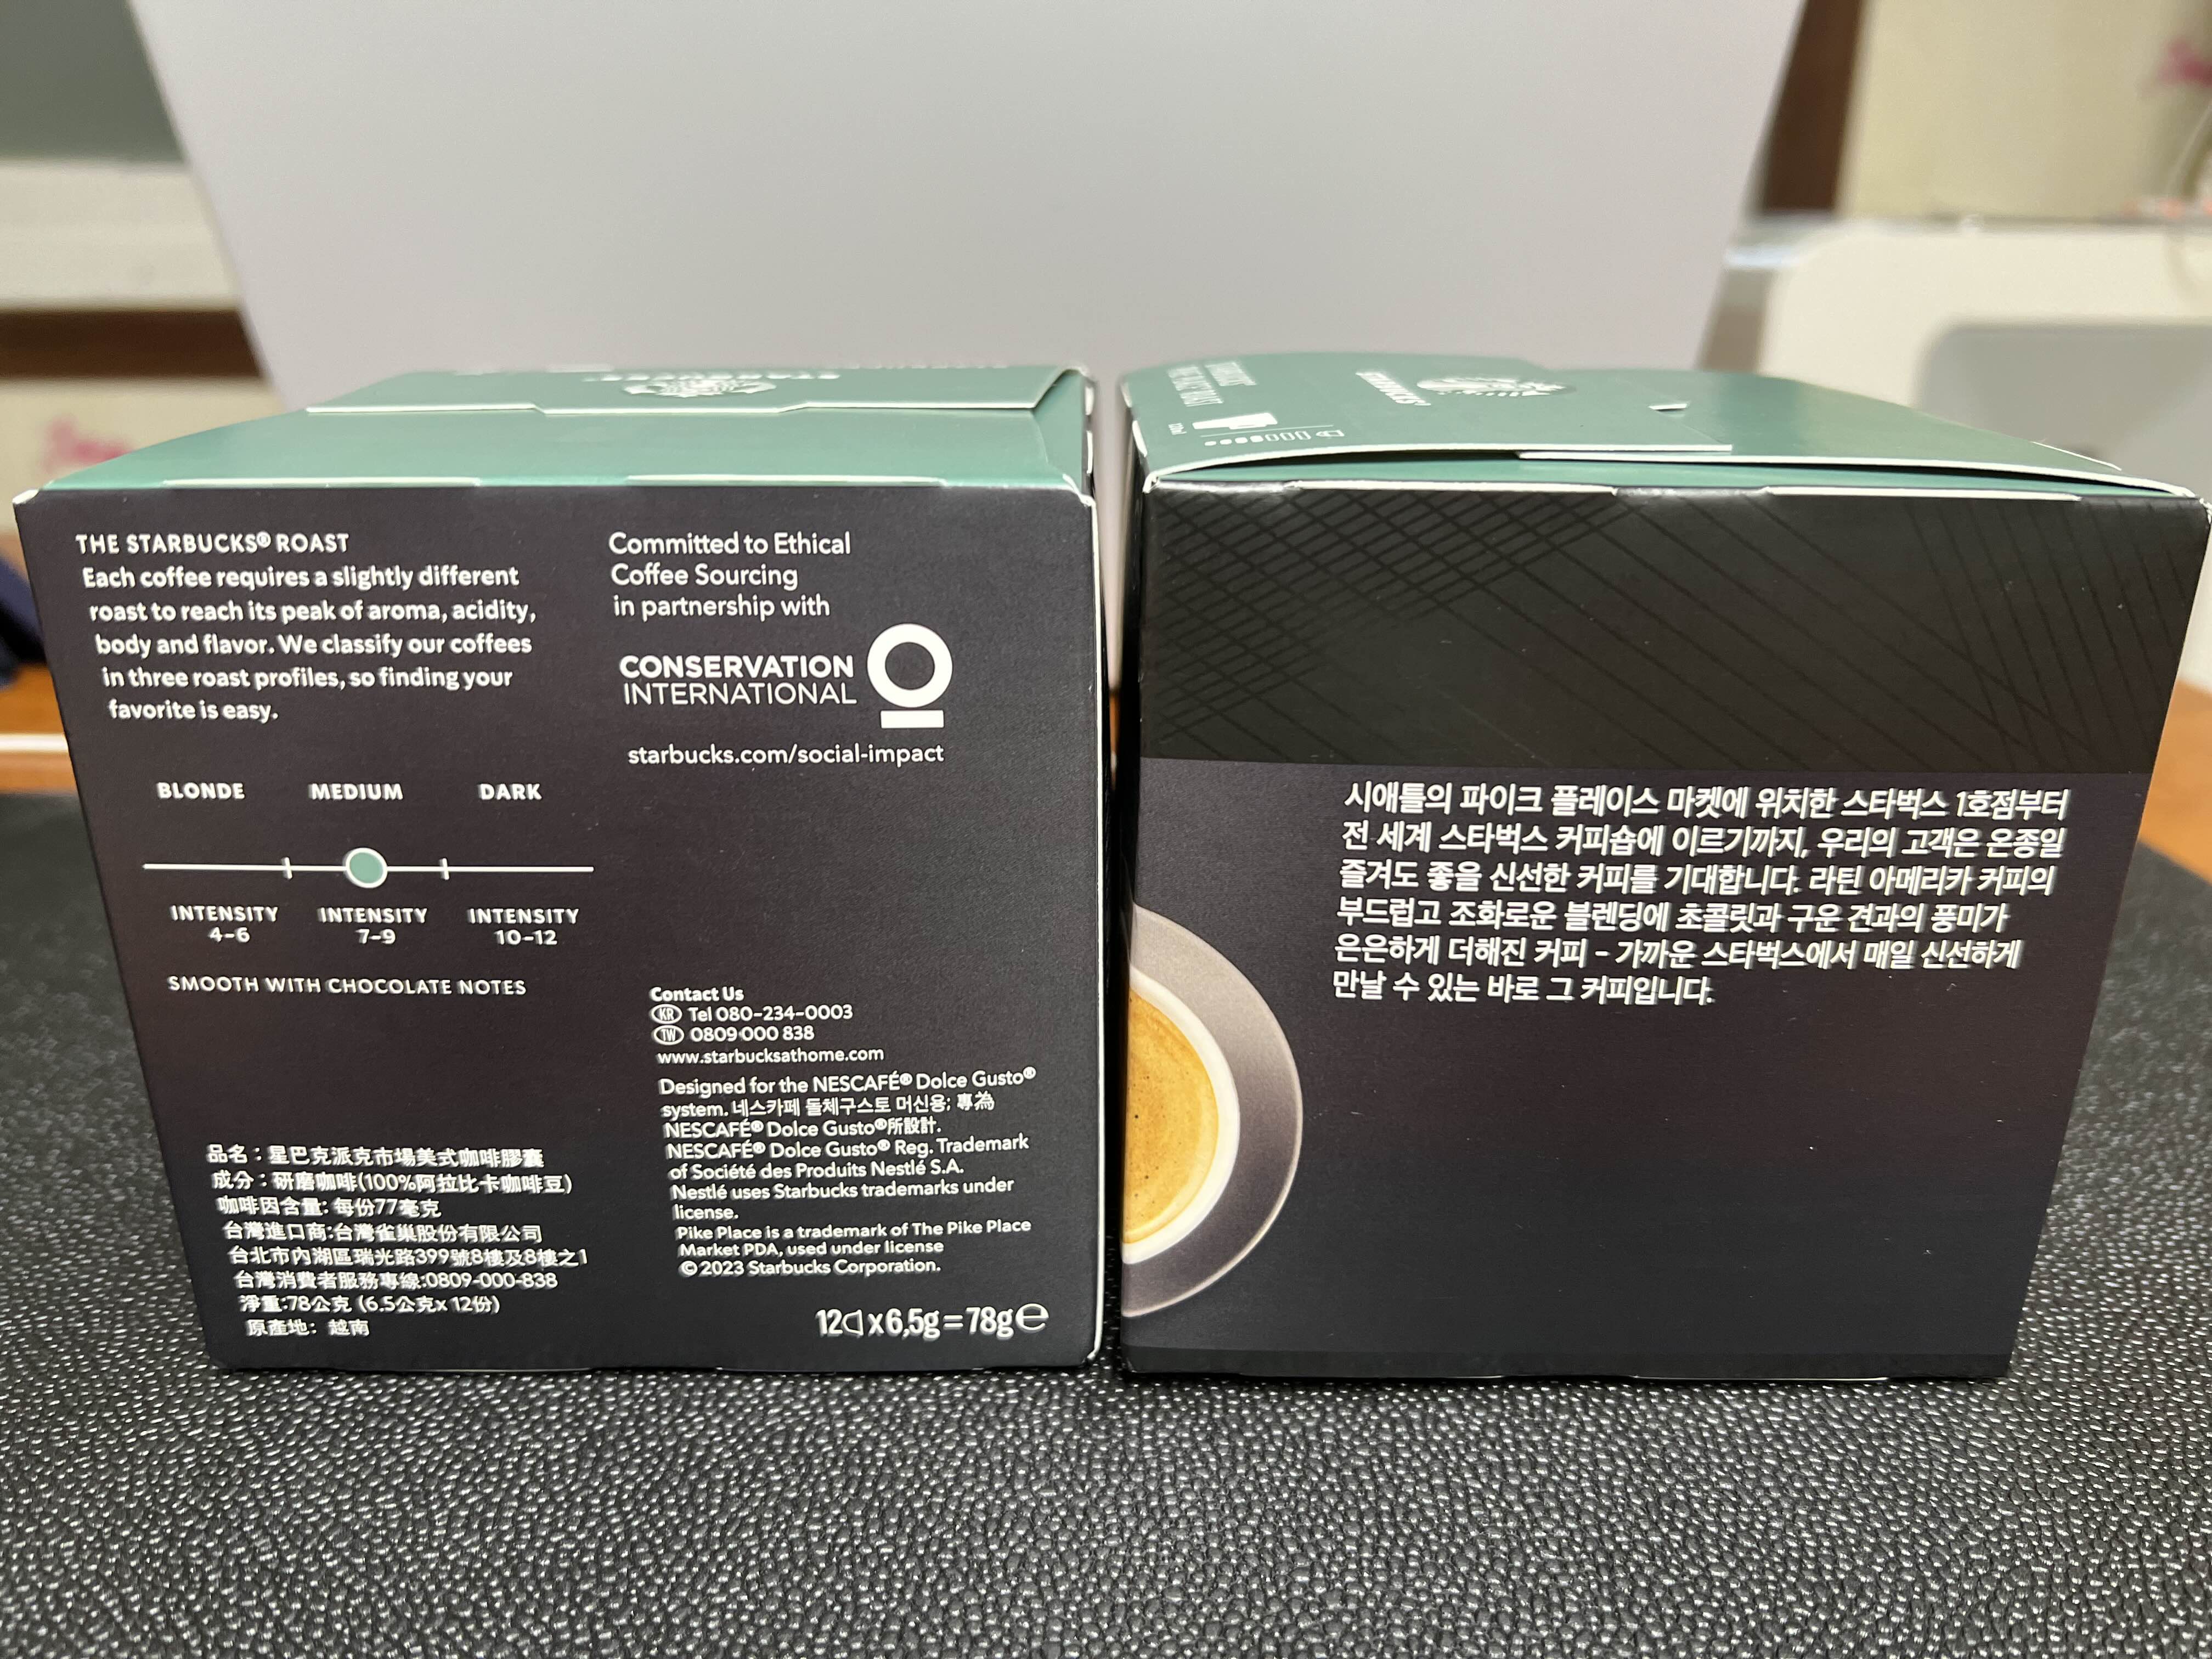 STARBUCKS®
THE STARBUCKS® ROAST
Each coffee requires a slightly different
roast to reach its peak of aroma, acidity,
body and flavor. We classify our coffees
in three roast profiles, so finding your
favorite is easy.
BLONDE MEDIUM DARK
INTENSITY INTENSITY INTENSITY
4-6 7-9 10-12
SMOOTH WITH CHOCOLATE NOTES
品名：星巴克派克市場美式咖啡膠囊
成分：研磨咖啡(100%阿拉比卡咖啡豆)
咖啡因含量: 每份77毫克
台灣進口商:台灣雀巢股份有限公司
台北市內湖區瑞光路399號8樓及8樓之1
台灣消費者服務專線:0809-000-838
淨重:78公克 (6.5公克x 12份)
原產地: 越南
Committed to Ethical
Coffee Sourcing
in partnership with
CONSERVATION
INTERNATIONAL
starbucks.com/social-impact
Contact Us
KR Tel 080-234-0003
TW 0809 000 838
www.starbucksathome.com
Designed for the NESCAFÉ® Dolce Gusto®
system. 네스카페 돌체구스토 머신용; 專為
NESCAFÉ® Dolce Gusto®所設計.
NESCAFÉ® Dolce Gusto® Reg. Trademark
of Société des Produits Nestlé S.A.
Nestlé uses Starbucks trademarks under
license.
Pike Place is a trademark of The Pike Place
Market PDA, used under license
© 2023 Starbucks Corporation.
12 x 6,5g = 78g e
STARBUCKS®
PIKE PLACE® ROAST
STARBUCKS®
시애틀의 파이크 플레이스 마켓에 위치한 스타벅스 1호점부터
전 세계 스타벅스 커피숍에 이르기까지, 우리의 고객은 온종일
즐겨도 좋을 신선한 커피를 기대합니다. 라틴 아메리카 커피의
부드럽고 조화로운 블렌딩에 초콜릿과 구운 견과의 풍미가
은은하게 더해진 커피 – 가까운 스타벅스에서 매일 신선하게
만날 수 있는 바로 그 커피입니다.